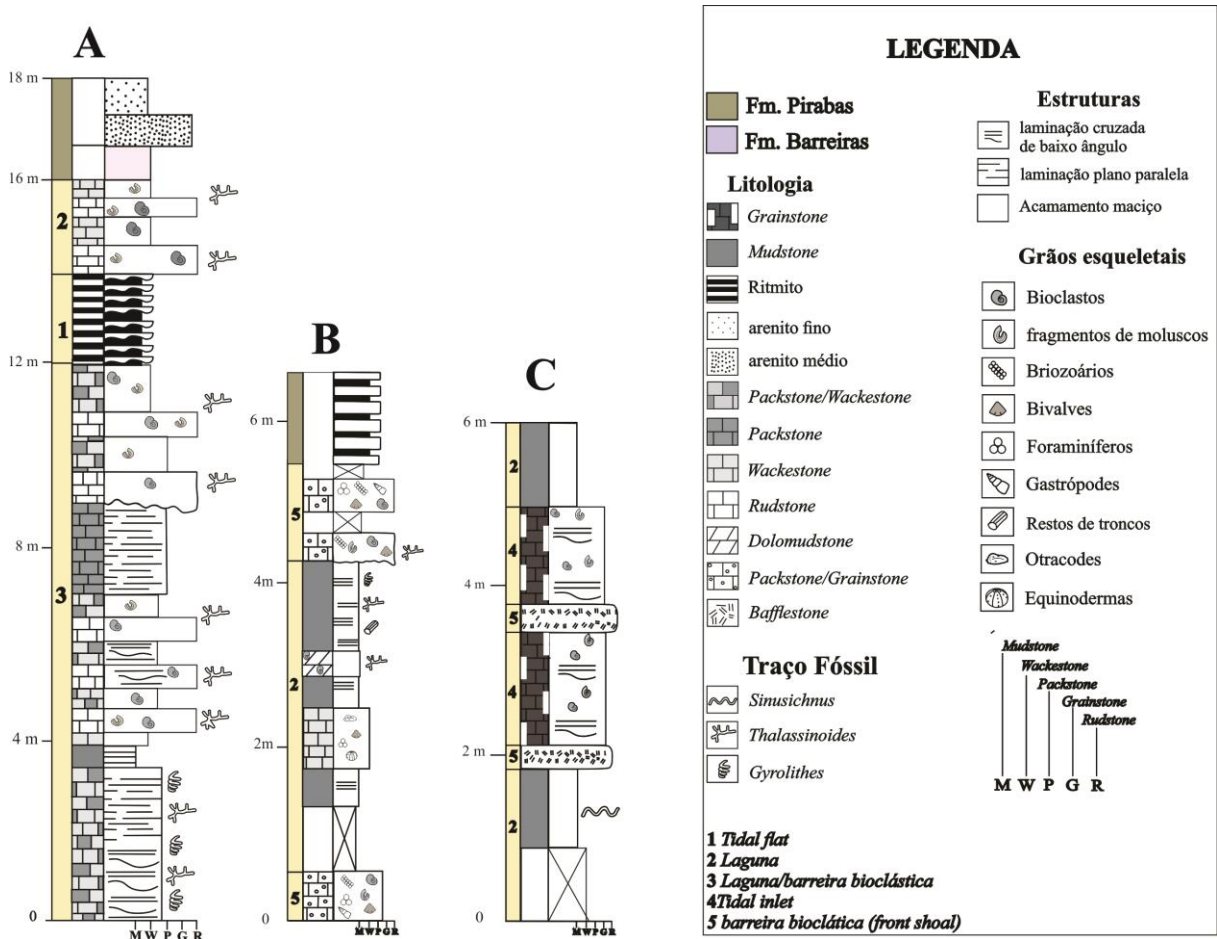 A
18 m
16 m
2
1
12 m
8 m
3
4 m
0
M W P G R
B
6 m
5
4m
2
2m
5
0
M W P G R
C
6 m
2
4
4 m
5
4
2 m
5
2
0
M W P G R
LEGENDA
Fm. Pirabas
Fm. Barreiras
Litologia
Grainstone
Mudstone
Ritmito
arenito fino
arenito médio
Packstone/Wackestone
Packstone
Wackestone
Rudstone
Dolomudstone
Packstone/Grainstone
Bafflestone
Traço Fóssil
Sinusichnus
Thalassinoides
Gyrolithes
1 Tidal flat
2 Laguna
3 Laguna/barreira bioclástica
4Tidal inlet
5 barreira bioclática (front shoal)
Estruturas
laminação cruzada
de baixo ângulo
laminação plano paralela
Acamamento maciço
Grãos esqueletais
Bioclastos
fragmentos de moluscos
Briozoários
Bivalves
Foraminíferos
Gastrópodes
Restos de troncos
Otracodes
Equinodermas
Mudstone
Wackestone
Packstone
Grainstone
Rudstone
M W P G R